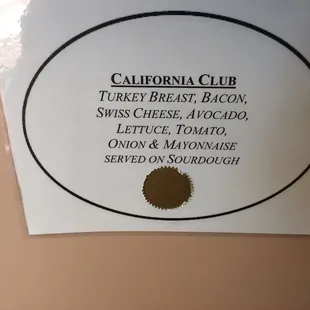 CALIFORNIA CLUB
TURKEY BREAST, BACON,
SWISS CHEESE, AVOCADO,
LETTUCE, TOMATO,
ONION & MAYONNAISE
SERVED ON SOURDOUGH